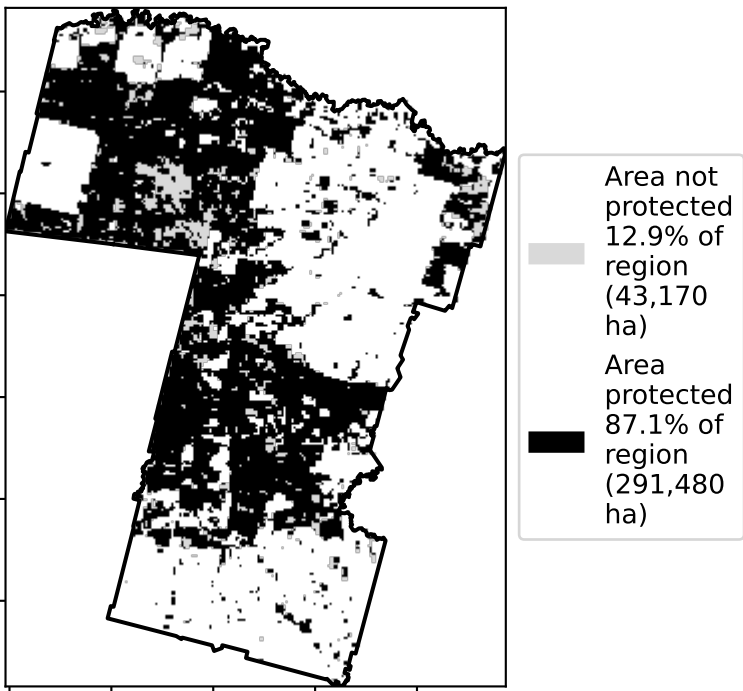 Area not
protected
12.9% of
region
(43,170
ha)
Area
protected
87.1% of
region
(291,480
ha)